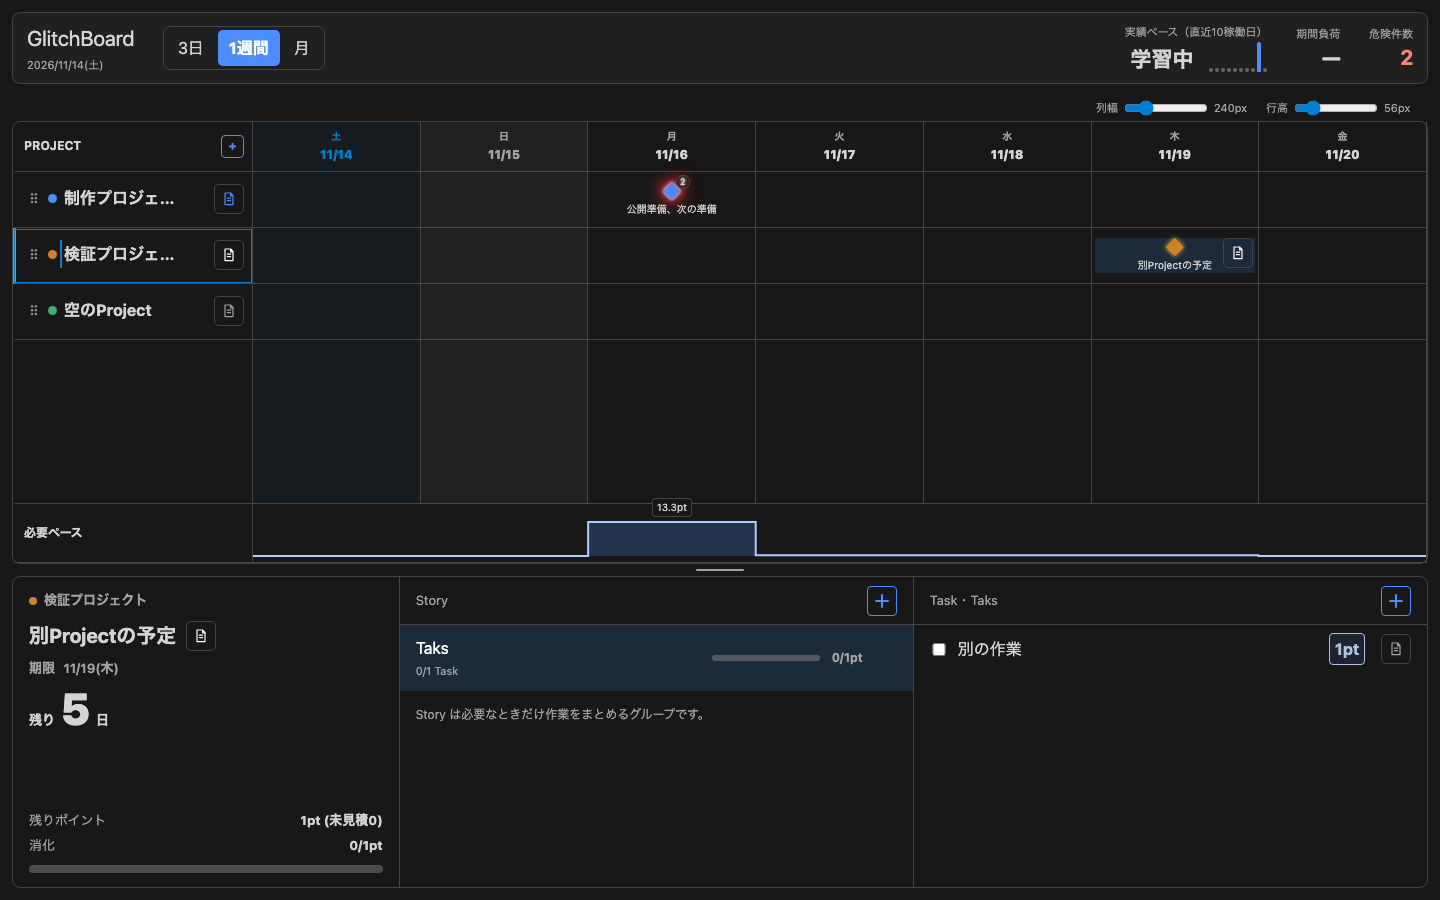 GlitchBoard
2026/11/14(土)
3日
1週間
月
実績ペース（直近10稼働日）
学習中
期間負荷
—
危険件数
2
列幅
240px
行高
56px
PROJECT
+
土
11/14
日
11/15
月
11/16
火
11/17
水
11/18
木
11/19
金
11/20
制作プロジェ...
2
公開準備、次の準備
検証プロジェ...
別Projectの予定
空のProject
必要ペース
13.3pt
検証プロジェクト
別Projectの予定
期限 11/19(木)
残り 5 日
残りポイント
1pt (未見積0)
消化
0/1pt
Story
+
Taks
0/1 Task
0/1pt
Story は必要なときだけ作業をまとめるグループです。
Task・Taks
+
別の作業
1pt